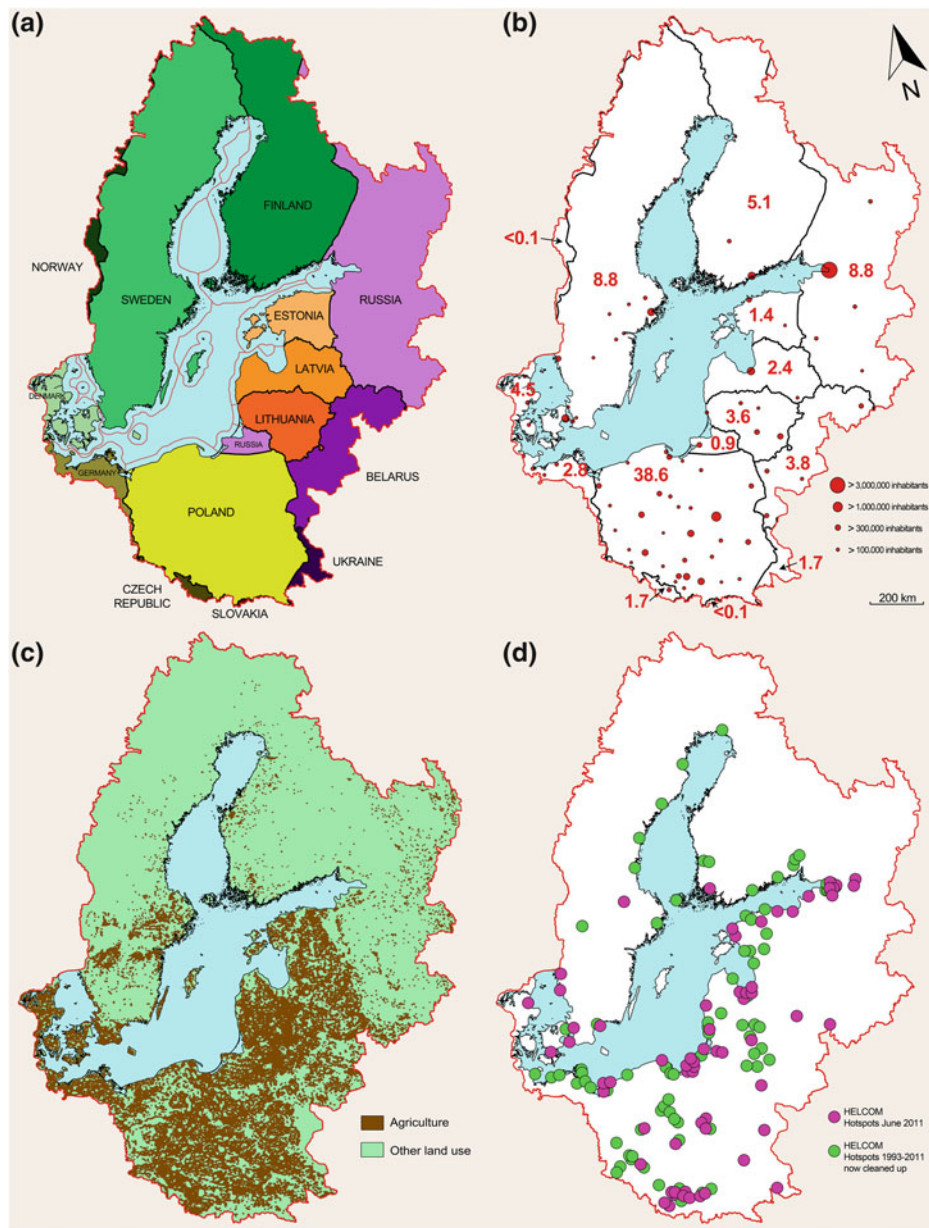 (a)
FINLAND
NORWAY
SWEDEN
RUSSIA
ESTONIA
LATVIA
DENMARK
LITHUANIA
RUSSIA
GERMANY
BELARUS
POLAND
UKRAINE
CZECH
REPUBLIC
SLOVAKIA
(b)
N
5.1
<0.1
8.8
8.8
1.4
2.4
4.5
3.6
0.9
2.8
38.6
3.8
> 3,000,000 inhabitants
> 1.000.000 inhabitants
> 300,000 inhabitants
> 100,000 inhabitants
1.7
1.7
<0.1
200 km
(c)
Agriculture
Other land use
(d)
HELCOM
Hotspots June 2011
HELCOM
Hotspots 1993-2011
now cleaned up